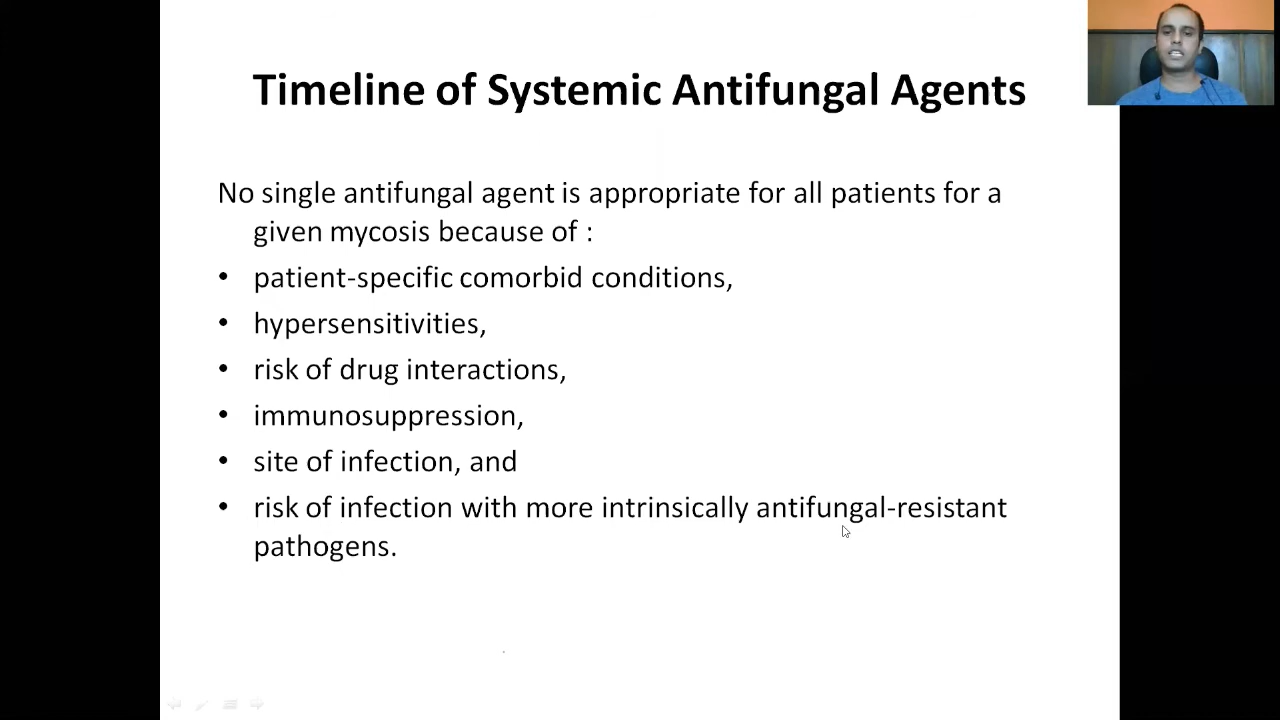 Timeline of Systemic Antifungal Agents
No single antifungal agent is appropriate for all patients for a
given mycosis because of :
• patient-specific comorbid conditions,
• hypersensitivities,
• risk of drug interactions,
• immunosuppression,
• site of infection, and
• risk of infection with more intrinsically antifungal-resistant
pathogens.